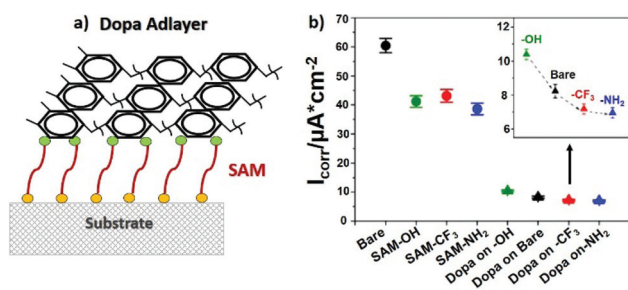 a) Dopa Adlayer
SAM
Substrate
b)
I_corr/µA*cm-2
70
60
50
40
30
20
10
0
Bare
SAM-OH
SAM-CF₃
SAM-NH₂
Dopa on -OH
Dopa on Bare
Dopa on -CF₃
Dopa on-NH₂
12
10
8
6
-OH
Bare
-CF₃
-NH₂